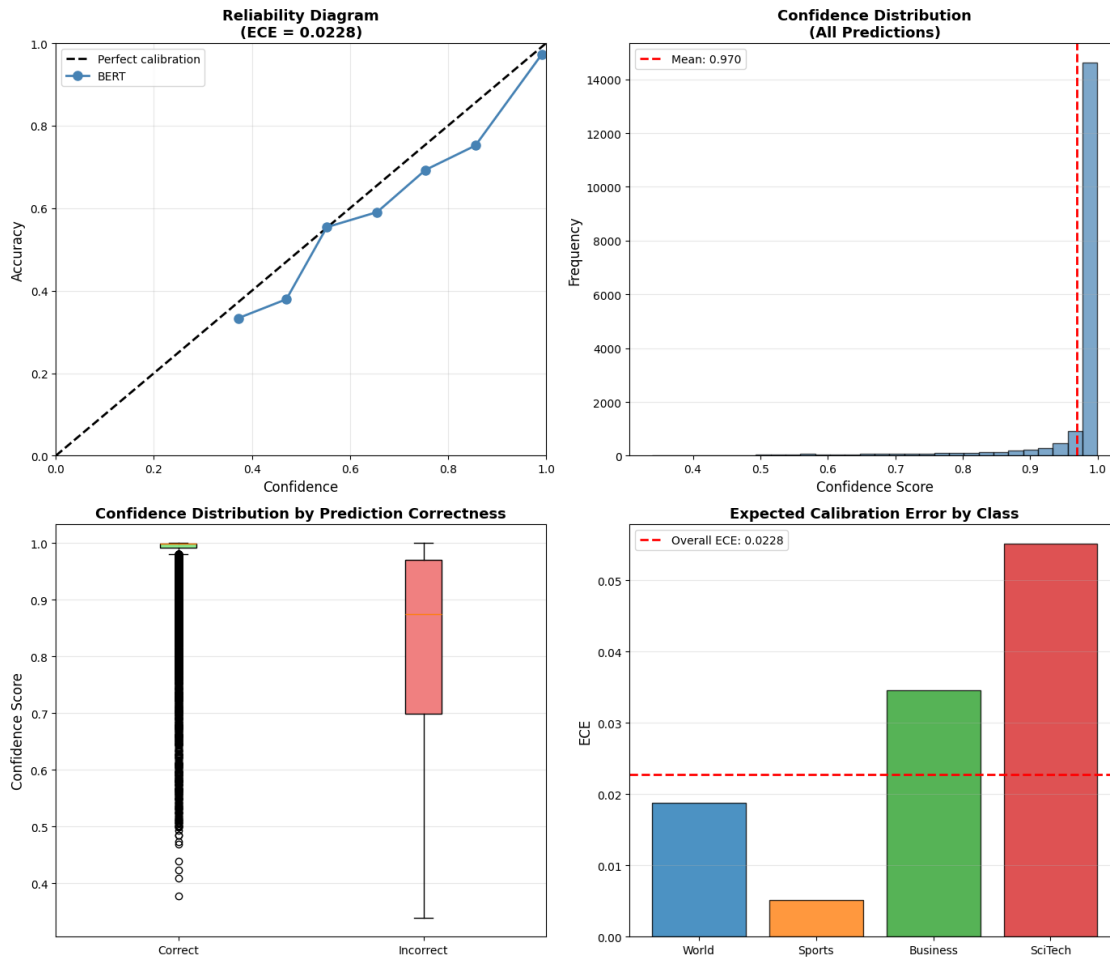 Reliability Diagram
(ECE = 0.0228)
Perfect calibration
BERT
1.0
0.8
0.6
0.4
0.2
0.0
Accuracy
0.0 0.2 0.4 0.6 0.8 1.0
Confidence
Confidence Distribution
(All Predictions)
Mean: 0.970
14000
12000
10000
8000
6000
4000
2000
0
Frequency
0.4 0.5 0.6 0.7 0.8 0.9 1.0
Confidence Score
Confidence Distribution by Prediction Correctness
1.0
0.9
0.8
0.7
0.6
0.5
0.4
Confidence Score
Correct Incorrect
Expected Calibration Error by Class
Overall ECE: 0.0228
0.05
0.04
0.03
0.02
0.01
0.00
ECE
World Sports Business SciTech